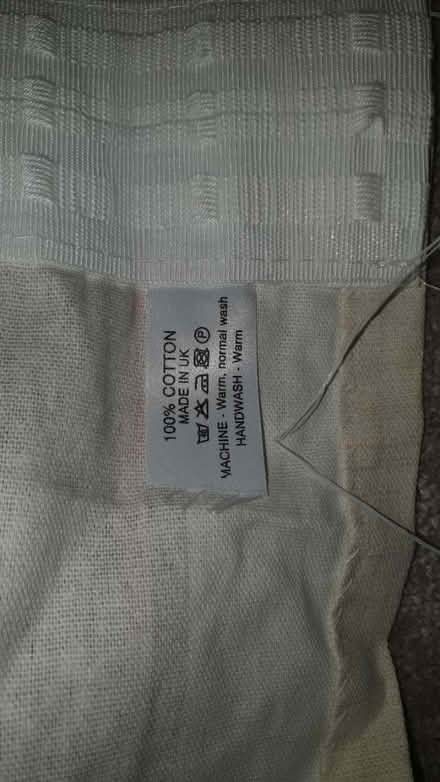 100% COTTON
MADE IN UK
P
MACHINE - Warm, normal wash
HANDWASH - Warm